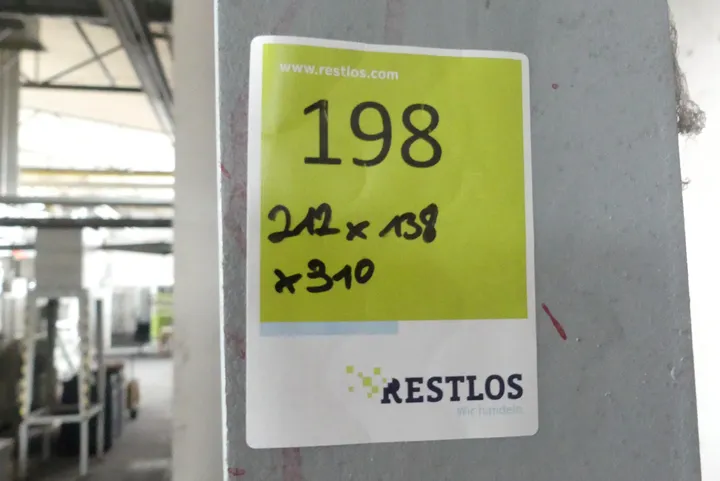 www.restlos.com
198
212 x 138
x 310
RESTLOS
Wir handeln.